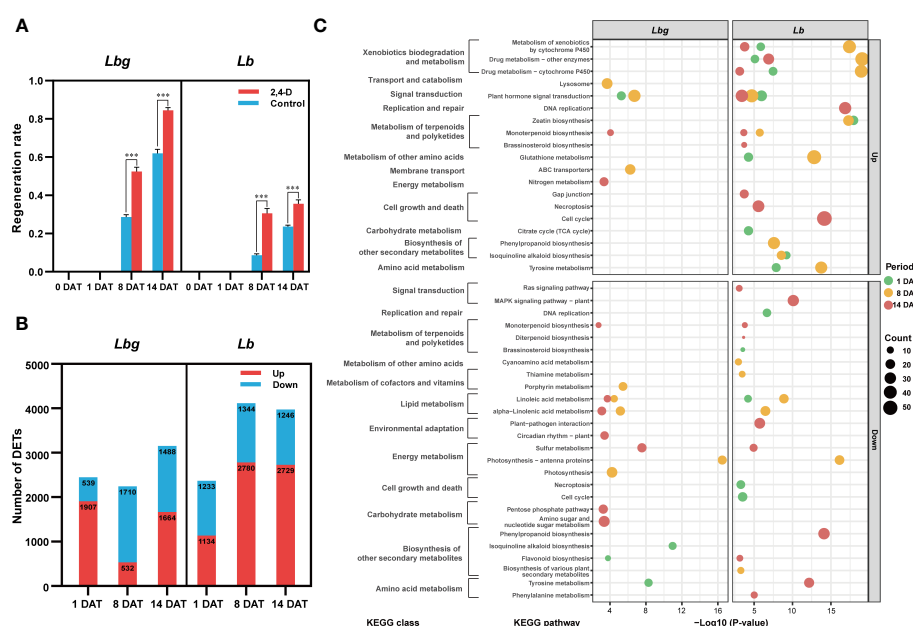 A
Lbg
Lb
1.0
0.8
0.6
0.4
0.2
0.0
Regeneration rate
2,4-D
Control
***
***
***
***
0 DAT 1 DAT 8 DAT 14 DAT 0 DAT 1 DAT 8 DAT 14 DAT
B
Lbg
Lb
5000
4000
3000
2000
1000
0
Number of DETs
Up
Down
539
1907
1710
532
1488
1664
1233
1134
1344
2780
1246
2729
1 DAT 8 DAT 14 DAT 1 DAT 8 DAT 14 DAT
C
Lbg
Lb
Xenobiotics biodegradation
and metabolism
Transport and catabolism
Signal transduction
Replication and repair
Metabolism of terpenoids
and polyketides
Metabolism of other amino acids
Membrane transport
Energy metabolism
Cell growth and death
Carbohydrate metabolism
Biosynthesis of
other secondary metabolites
Amino acid metabolism
Metabolism of xenobiotics
by cytochrome P450
Drug metabolism − other enzymes
Drug metabolism − cytochrome P450
Lysosome
Plant hormone signal transduction
DNA replication
Zeatin biosynthesis
Monoterpenoid biosynthesis
Brassinosteroid biosynthesis
Glutathione metabolism
ABC transporters
Nitrogen metabolism
Gap junction
Necroptosis
Cell cycle
Citrate cycle (TCA cycle)
Phenylpropanoid biosynthesis
Isoquinoline alkaloid biosynthesis
Tyrosine metabolism
Up
Signal transduction
Replication and repair
Metabolism of terpenoids
and polyketides
Metabolism of other amino acids
Metabolism of cofactors and vitamins
Lipid metabolism
Environmental adaptation
Energy metabolism
Cell growth and death
Carbohydrate metabolism
Biosynthesis of
other secondary metabolites
Amino acid metabolism
Ras signaling pathway
MAPK signaling pathway − plant
DNA replication
Monoterpenoid biosynthesis
Diterpenoid biosynthesis
Brassinosteroid biosynthesis
Cyanoamino acid metabolism
Thiamine metabolism
Porphyrin metabolism
Linoleic acid metabolism
alpha−Linolenic acid metabolism
Plant−pathogen interaction
Circadian rhythm − plant
Sulfur metabolism
Photosynthesis − antenna proteins
Photosynthesis
Necroptosis
Cell cycle
Pentose phosphate pathway
Amino sugar and
nucleotide sugar metabolism
Phenylpropanoid biosynthesis
Isoquinoline alkaloid biosynthesis
Flavonoid biosynthesis
Biosynthesis of various plant
secondary metabolites
Tyrosine metabolism
Phenylalanine metabolism
Down
4 8 12 16 5 10 15
KEGG class
KEGG pathway
−Log10 (P−value)
Period
1 DA
8 DA
14 DA
Count
10
20
30
40
50